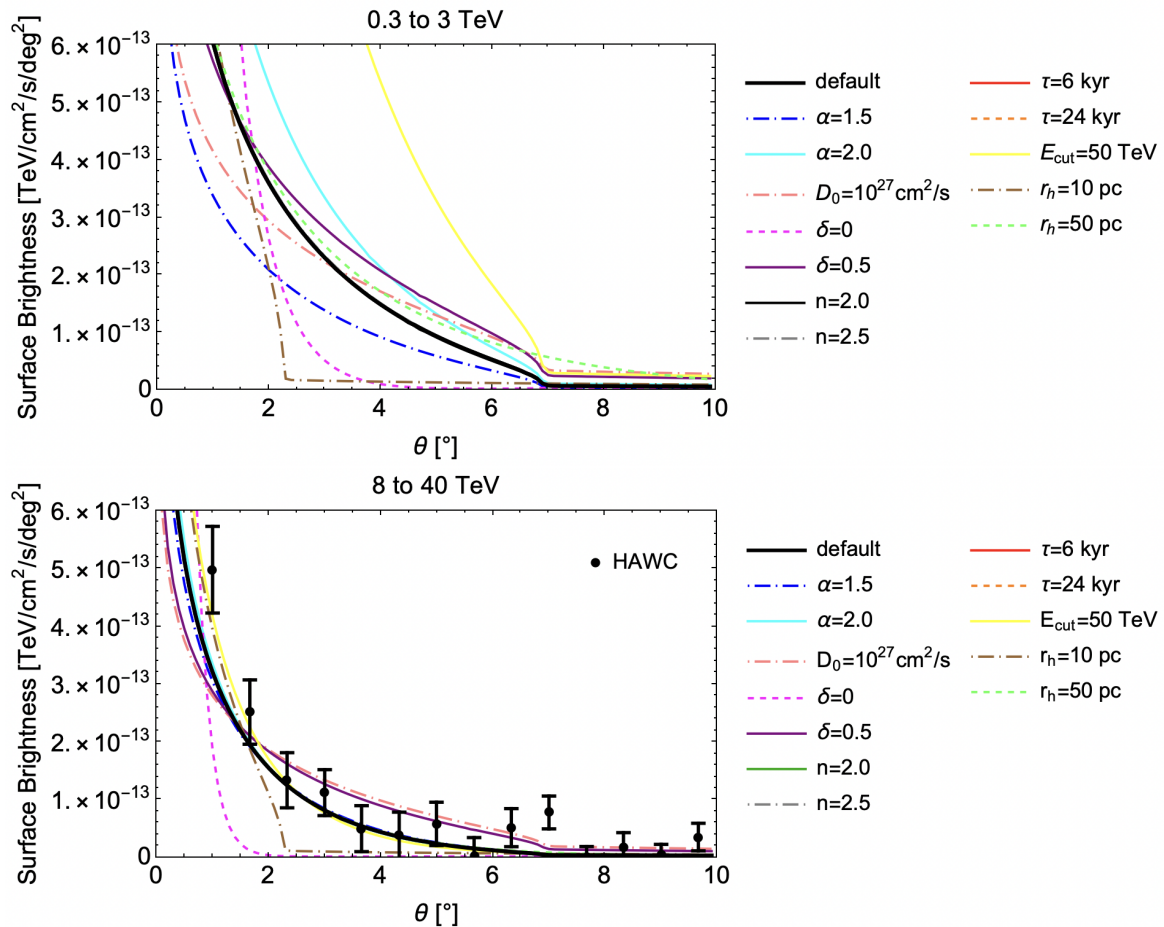 0.3 to 3 TeV
Surface Brightness [TeV/cm²/s/deg²]
6. × 10⁻¹³
5. × 10⁻¹³
4. × 10⁻¹³
3. × 10⁻¹³
2. × 10⁻¹³
1. × 10⁻¹³
0
0 2 4 6 8 10
θ [°]
default
α=1.5
α=2.0
D₀=10²⁷cm²/s
δ=0
δ=0.5
n=2.0
n=2.5
τ=6 kyr
τ=24 kyr
E_cut=50 TeV
r_h=10 pc
r_h=50 pc
8 to 40 TeV
Surface Brightness [TeV/cm²/s/deg²]
6. × 10⁻¹³
5. × 10⁻¹³
4. × 10⁻¹³
3. × 10⁻¹³
2. × 10⁻¹³
1. × 10⁻¹³
0
0 2 4 6 8 10
θ [°]
HAWC
default
α=1.5
α=2.0
D₀=10²⁷cm²/s
δ=0
δ=0.5
n=2.0
n=2.5
τ=6 kyr
τ=24 kyr
E_cut=50 TeV
r_h=10 pc
r_h=50 pc